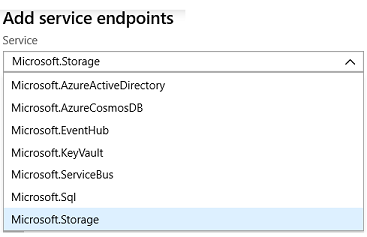 Add service endpoints
Service
Microsoft.Storage
Microsoft.AzureActiveDirectory
Microsoft.AzureCosmosDB
Microsoft.EventHub
Microsoft.KeyVault
Microsoft.ServiceBus
Microsoft.Sql
Microsoft.Storage